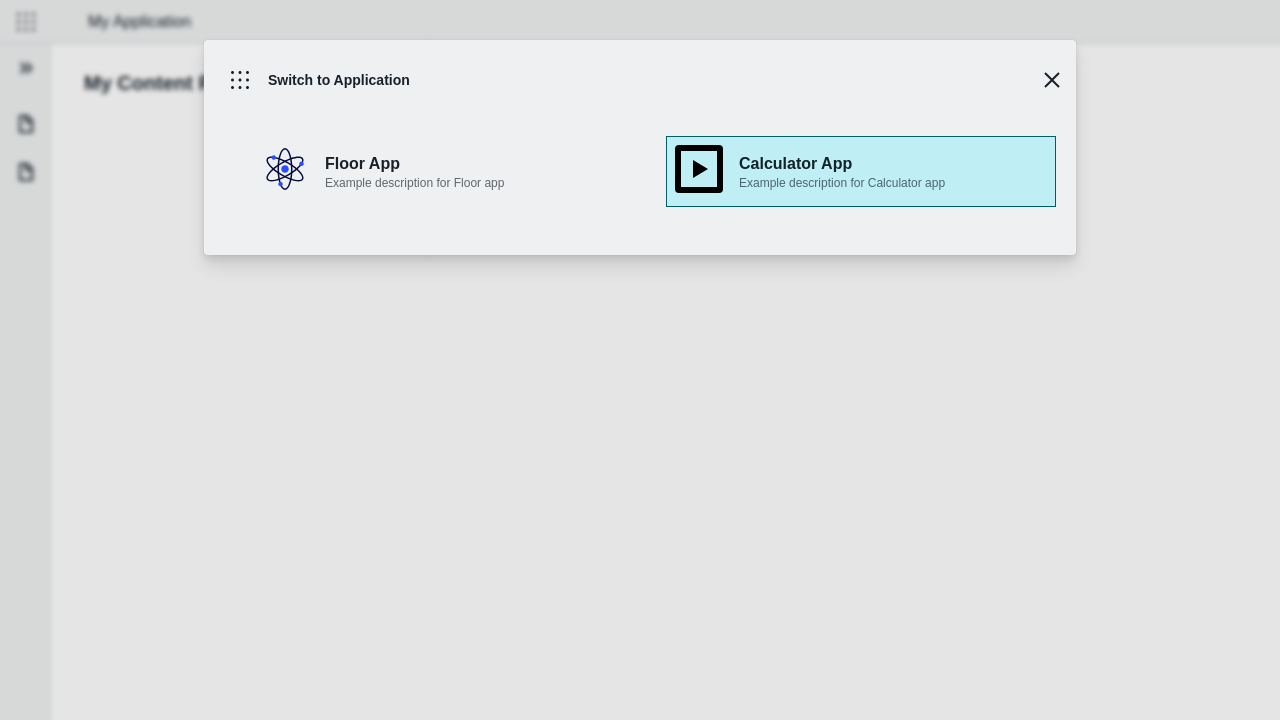 My Application
Switch to Application
My Content
Floor App
Example description for Floor app
Calculator App
Example description for Calculator app